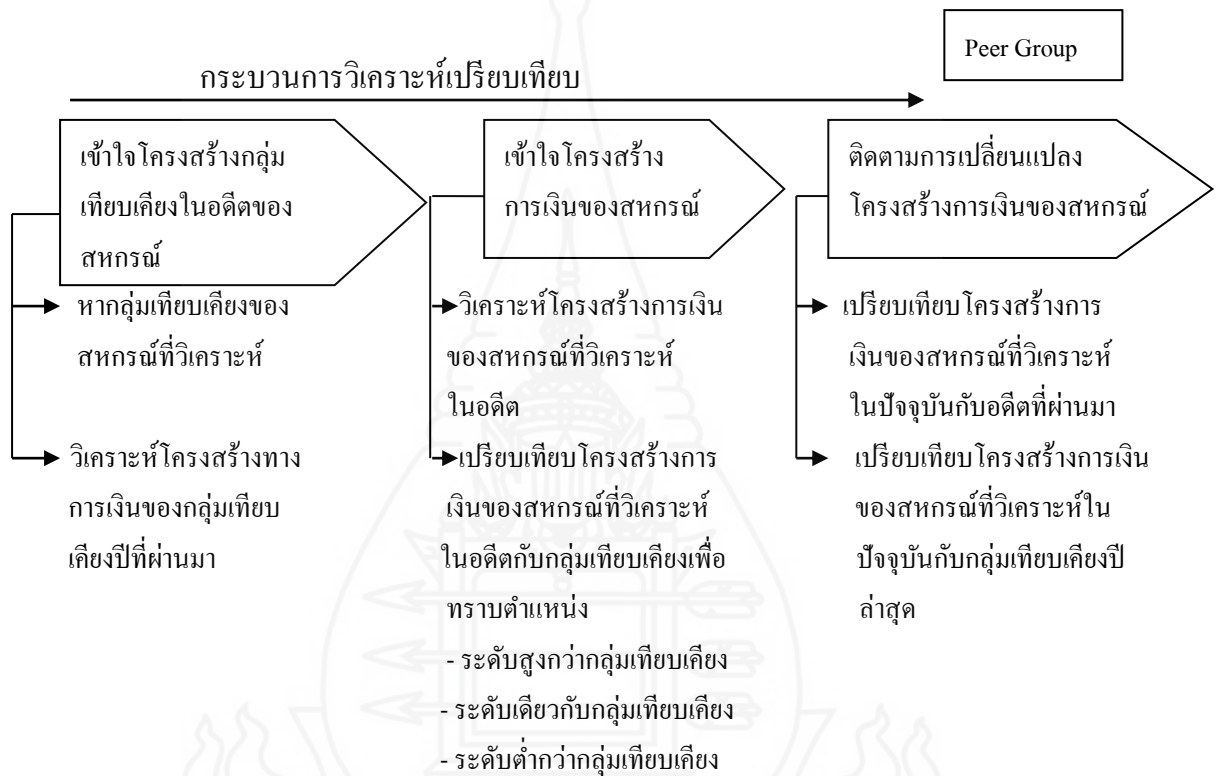 Peer Group
กระบวนการวิเคราะห์เปรียบเทียบ
เข้าใจโครงสร้างกลุ่ม
เทียบเคียงในอดีตของ
สหกรณ์
หากลุ่มเทียบเคียงของ
สหกรณ์ที่วิเคราะห์
วิเคราะห์โครงสร้างทาง
การเงินของกลุ่มเทียบ
เคียงปีที่ผ่านมา
เข้าใจโครงสร้าง
การเงินของสหกรณ์
วิเคราะห์โครงสร้างการเงิน
ของสหกรณ์ที่วิเคราะห์
ในอดีต
เปรียบเทียบโครงสร้างการ
เงินของสหกรณ์ที่วิเคราะห์
ในอดีตกับกลุ่มเทียบเคียงเพื่อ
ทราบตำแหน่ง
- ระดับสูงกว่ากลุ่มเทียบเคียง
- ระดับเดียวกับกลุ่มเทียบเคียง
- ระดับต่ำกว่ากลุ่มเทียบเคียง
ติดตามการเปลี่ยนแปลง
โครงสร้างการเงินของสหกรณ์
เปรียบเทียบโครงสร้างการ
เงินของสหกรณ์ที่วิเคราะห์
ในปัจจุบันกับอดีตที่ผ่านมา
เปรียบเทียบโครงสร้างการเงิน
ของสหกรณ์ที่วิเคราะห์ใน
ปัจจุบันกับกลุ่มเทียบเคียงปี
ล่าสุด